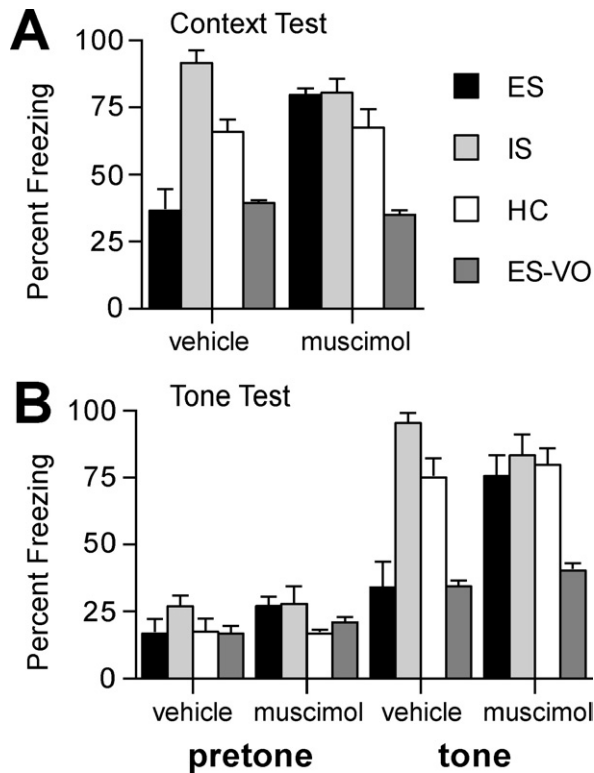 A
Context Test
Percent Freezing
100
75
50
25
0
vehicle muscimol
ES
IS
HC
ES-VO
B
Tone Test
Percent Freezing
100
75
50
25
0
vehicle muscimol vehicle muscimol
pretone tone